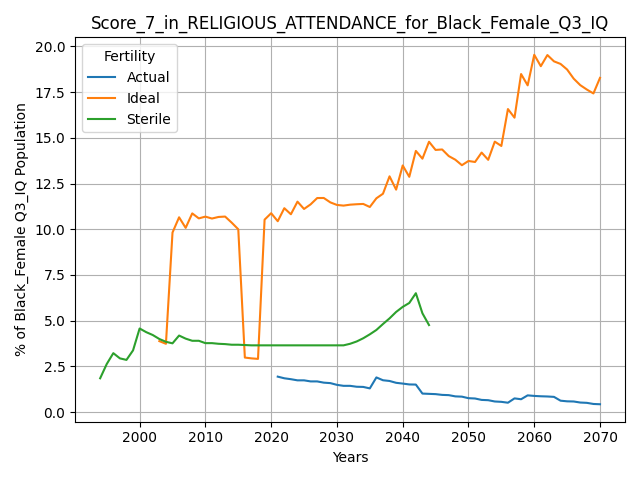 Score_7_in_RELIGIOUS_ATTENDANCE_for_Black_Female_Q3_IQ
Fertility
Actual
Ideal
Sterile
% of Black_Female Q3_IQ Population
20.0
17.5
15.0
12.5
10.0
7.5
5.0
2.5
0.0
2000 2010 2020 2030 2040 2050 2060 2070
Years